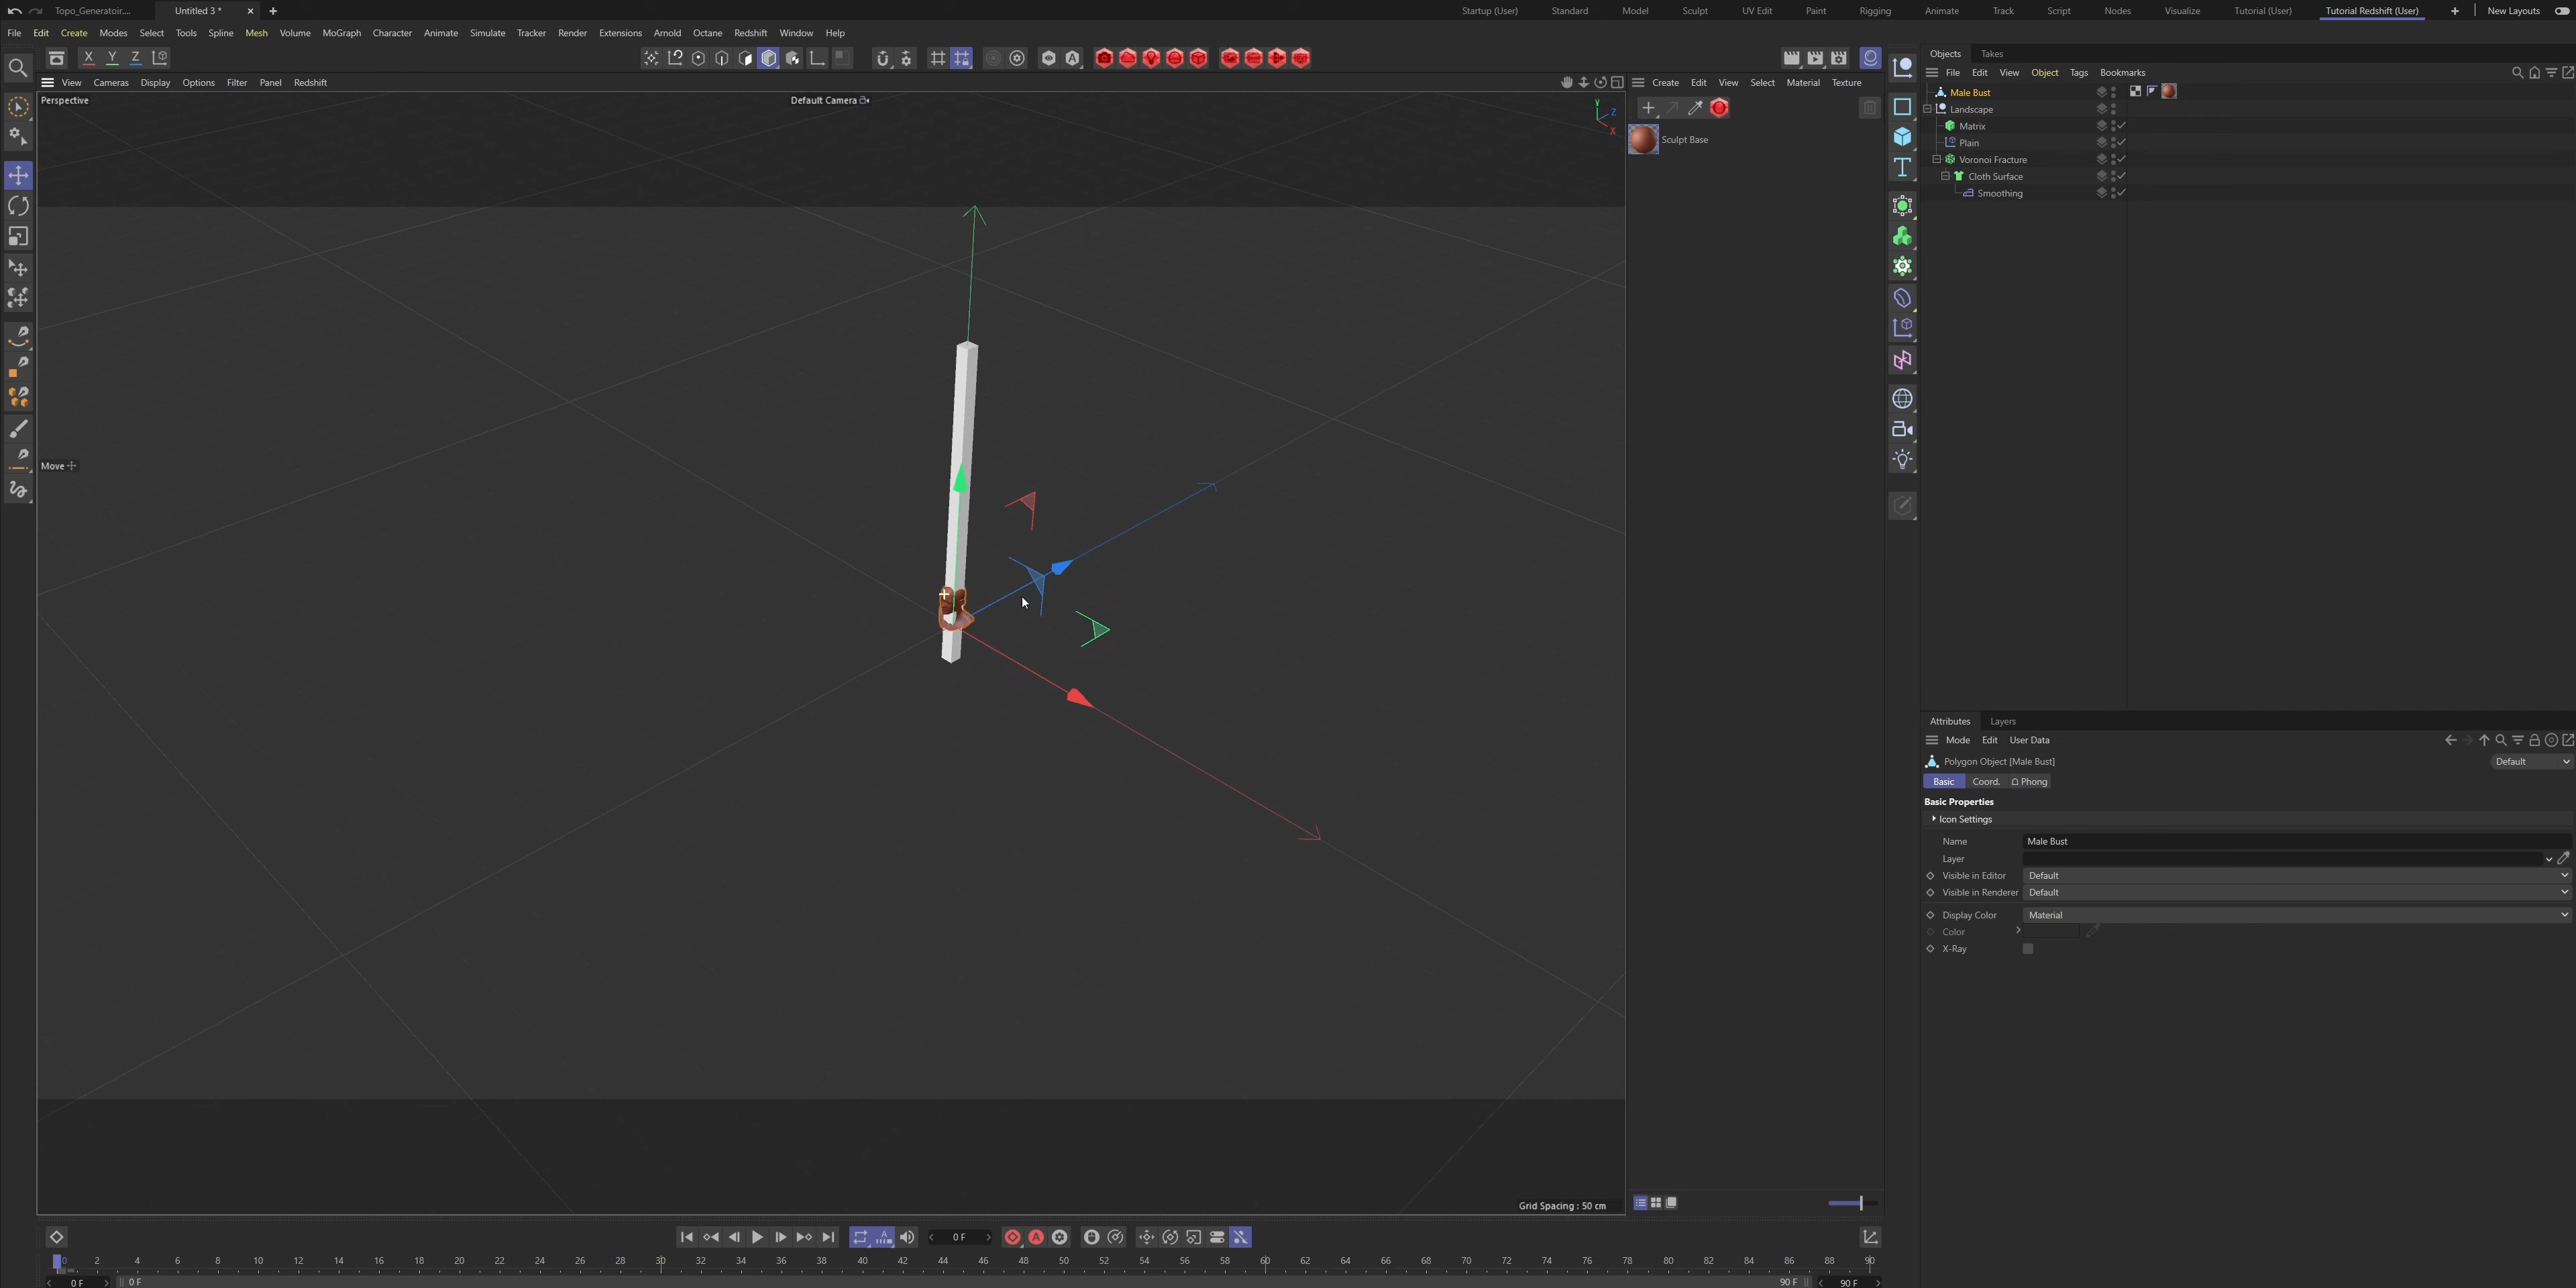 Topo_Generatoir....
Untitled 3 *
Startup (User) Standard Model Sculpt UV Edit Paint Rigging Animate Track Script Nodes Visualize Tutorial (User) Tutorial Redshift (User) New Layouts
File Edit Create Modes Select Tools Spline Mesh Volume MoGraph Character Animate Simulate Tracker Render Extensions Arnold Octane Redshift Window Help
X Y Z
Objects Takes
View Cameras Display Options Filter Panel Redshift
Create Edit View Select Material Texture
File Edit View Object Tags Bookmarks
Perspective
Default Camera
Y
Z
X
Male Bust
Landscape
Matrix
Plain
Voronoi Fracture
Cloth Surface
Smoothing
Sculpt Base
Move
Attributes Layers
Mode Edit User Data
Polygon Object [Male Bust]
Default
Basic Coord. Phong
Basic Properties
Icon Settings
Name Male Bust
Layer
Visible in Editor Default
Visible in Renderer Default
Display Color Material
Color
X-Ray
Grid Spacing : 50 cm
0 F
0 2 4 6 8 10 12 14 16 18 20 22 24 26 28 30 32 34 36 38 40 42 44 46 48 50 52 54 56 58 60 62 64 66 68 70 72 74 76 78 80 82 84 86 88 90
0 F 0 F 90 F 90 F